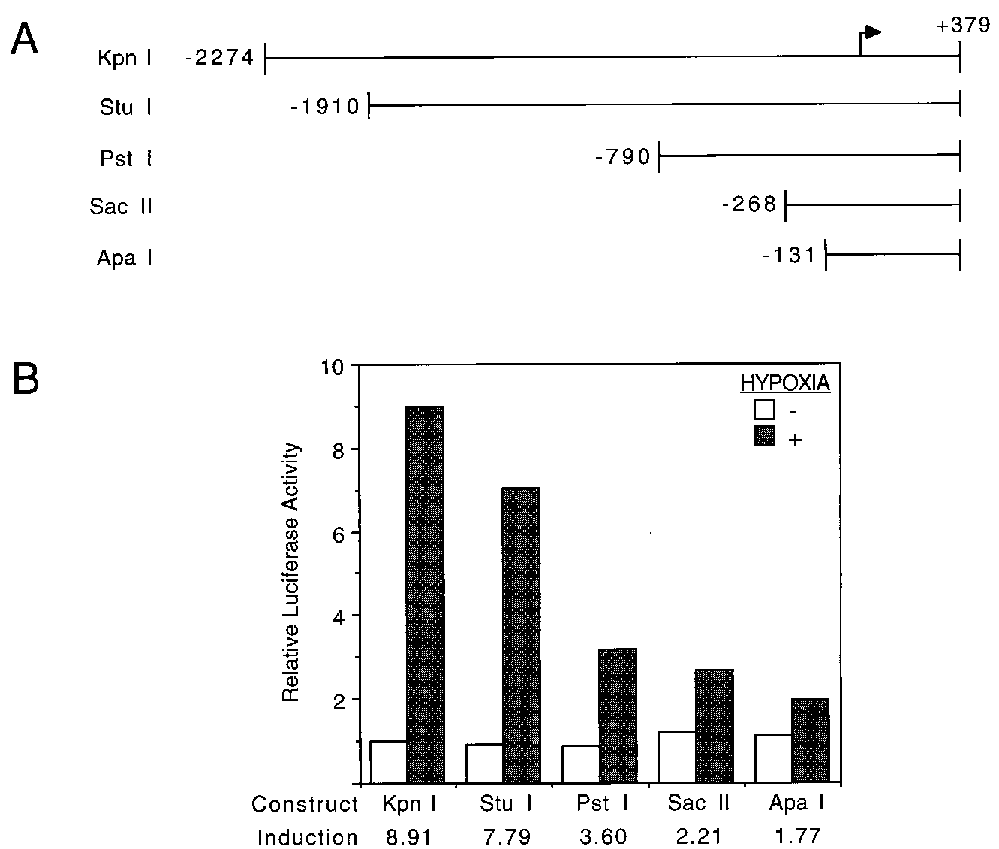 A
+379
Kpn I -2274
Stu I -1910
Pst I -790
Sac II -268
Apa I -131
B
10
8
6
4
2
Relative Luciferase Activity
HYPOXIA
-
+
Construct Kpn I Stu I Pst I Sac II Apa I
Induction 8.91 7.79 3.60 2.21 1.77